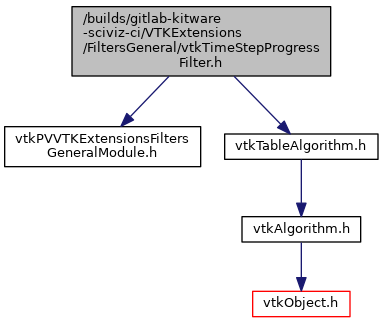 /builds/gitlab-kitware
-sciviz-ci/VTKExtensions
/FiltersGeneral/vtkTimeStepProgress
Filter.h
vtkPVVTKExtensionsFilters
GeneralModule.h
vtkTableAlgorithm.h
vtkAlgorithm.h
vtkObject.h